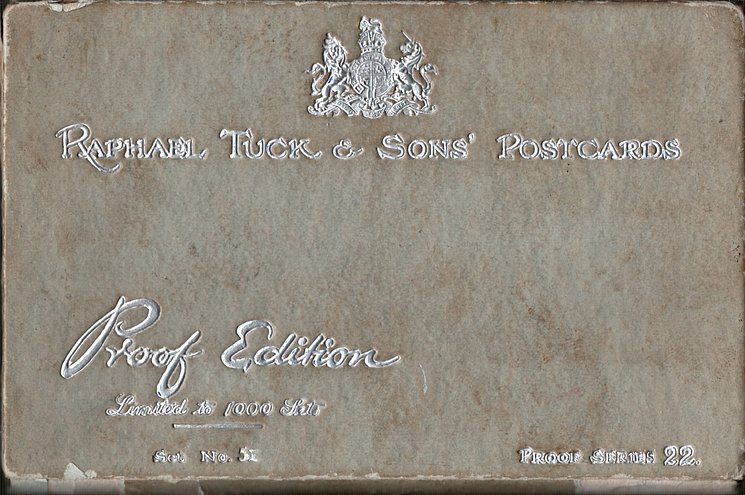 RAPHAEL TUCK & SONS' POSTCARDS
Proof Edition
Limited to 1000 Sets
Set No. 51
PROOF SERIES 22.